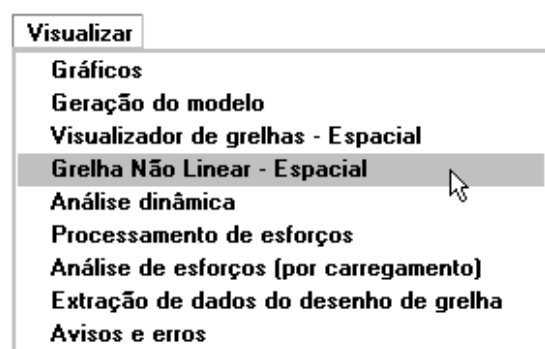 Visualizar
Gráficos
Geração do modelo
Visualizador de grelhas - Espacial
Grelha Não Linear - Espacial
Análise dinâmica
Processamento de esforços
Análise de esforços (por carregamento)
Extração de dados do desenho de grelha
Avisos e erros